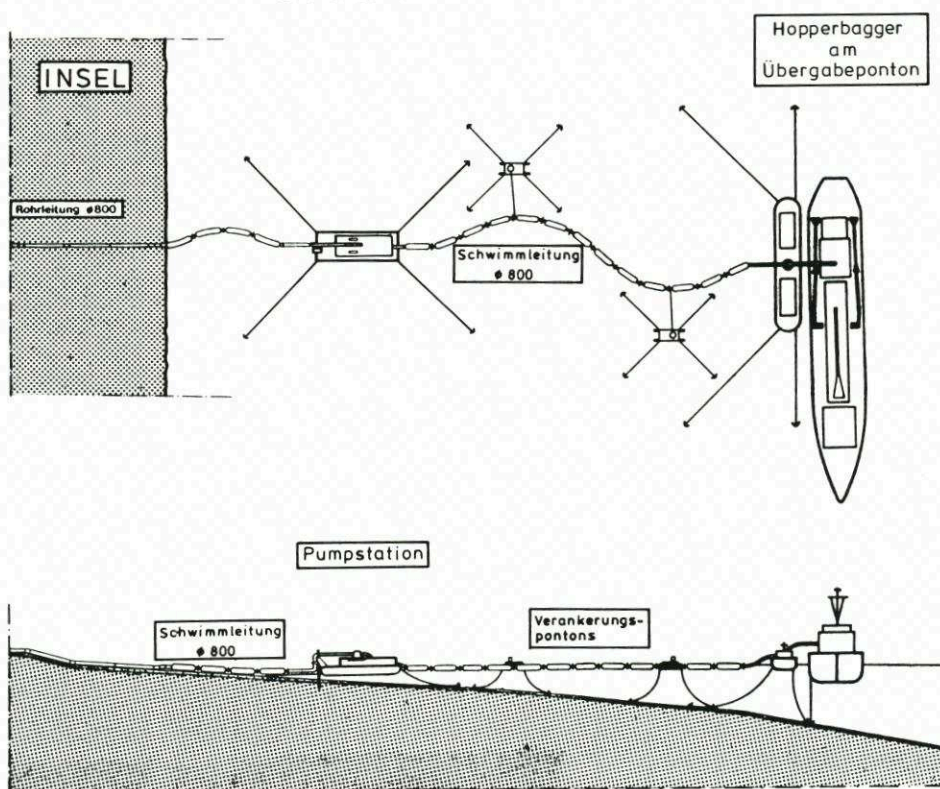 Hopperbagger
am
Übergabeponton
INSEL
Rohrleitung ø800
Schwimmleitung
ø 800
Pumpstation
Schwimmleitung
ø 800
Verankerungs-
pontons